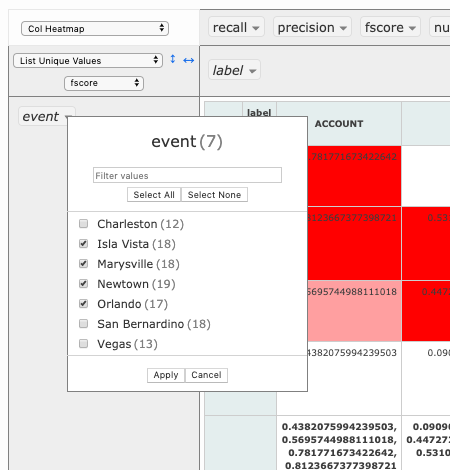 Col Heatmap
recall precision fscore nu
List Unique Values
fscore
label
event
label
ACCOUNT
event (7)
Filter values
Select All Select None
Charleston (12)
Isla Vista (18)
Marysville (18)
Newtown (19)
Orlando (17)
San Bernardino (18)
Vegas (13)
Apply Cancel
.781771673422642
.8123667377398721 0.53
.5695744988111018 0.447
.4382075994239503 0.090
0.4382075994239503, 0.0909
0.5695744988111018, 0.44727
0.781771673422642, 0.5310
0.8123667377398721